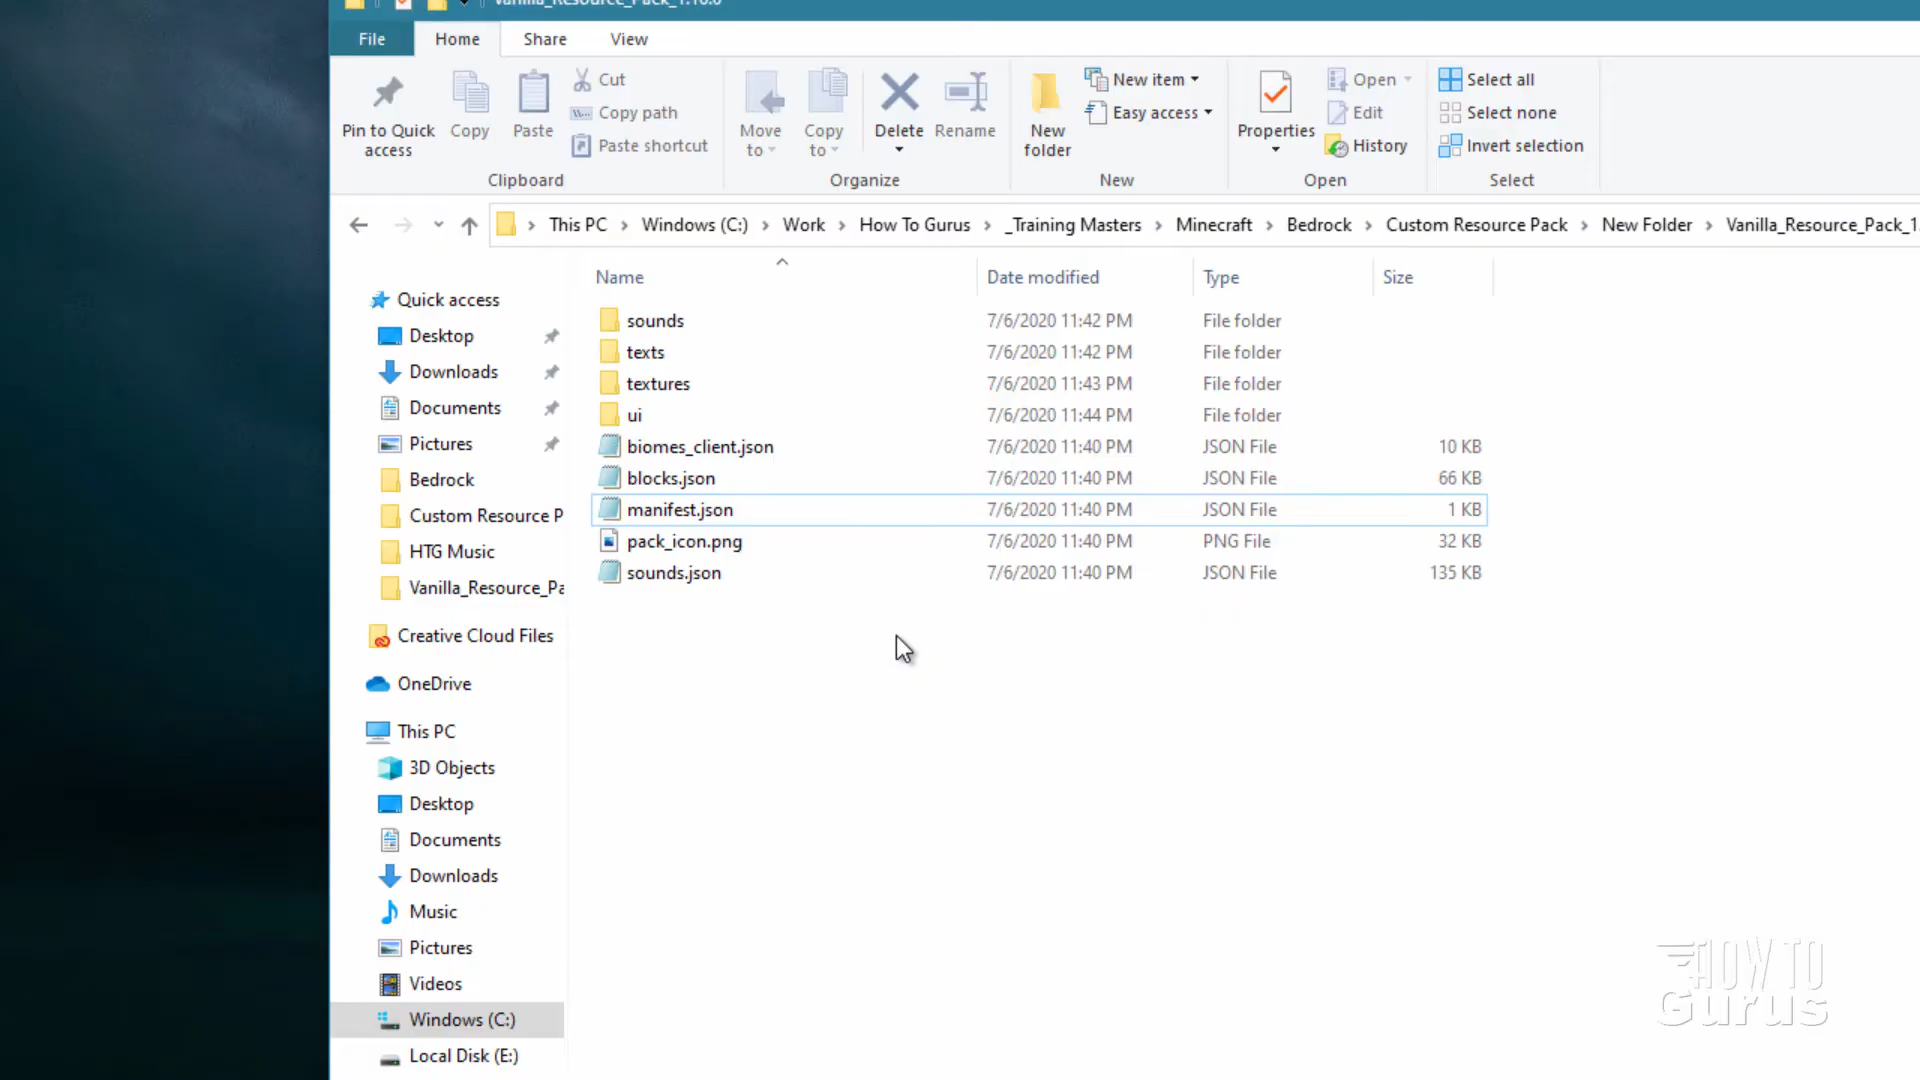 Vanilla_Resource_Pack_1.16.0
File Home Share View
Pin to Quick access
Copy
Paste
Cut
Copy path
Paste shortcut
Clipboard
Move to
Copy to
Delete
Rename
Organize
New folder
New item
Easy access
New
Properties
Open
Edit
History
Open
Select all
Select none
Invert selection
Select
This PC › Windows (C:) › Work › How To Gurus › _Training Masters › Minecraft › Bedrock › Custom Resource Pack › New Folder › Vanilla_Resource_Pack_1.
Name Date modified Type Size
sounds 7/6/2020 11:42 PM File folder
texts 7/6/2020 11:42 PM File folder
textures 7/6/2020 11:43 PM File folder
ui 7/6/2020 11:44 PM File folder
biomes_client.json 7/6/2020 11:40 PM JSON File 10 KB
blocks.json 7/6/2020 11:40 PM JSON File 66 KB
manifest.json 7/6/2020 11:40 PM JSON File 1 KB
pack_icon.png 7/6/2020 11:40 PM PNG File 32 KB
sounds.json 7/6/2020 11:40 PM JSON File 135 KB
Quick access
Desktop
Downloads
Documents
Pictures
Bedrock
Custom Resource P
HTG Music
Vanilla_Resource_Pa
Creative Cloud Files
OneDrive
This PC
3D Objects
Desktop
Documents
Downloads
Music
Pictures
Videos
Windows (C:)
Local Disk (E:)
HOW TO
Gurus